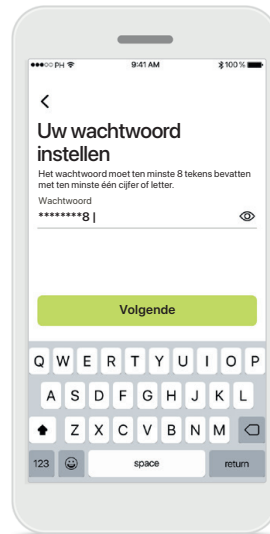 ●●●○○ PH 9:41 AM 100 %
Uw wachtwoord
instellen
Het wachtwoord moet ten minste 8 tekens bevatten
met ten minste één cijfer of letter.
Wachtwoord
********8 |
Volgende
Q W E R T Y U I O P
A S D F G H J K L
Z X C V B N M
123 space return